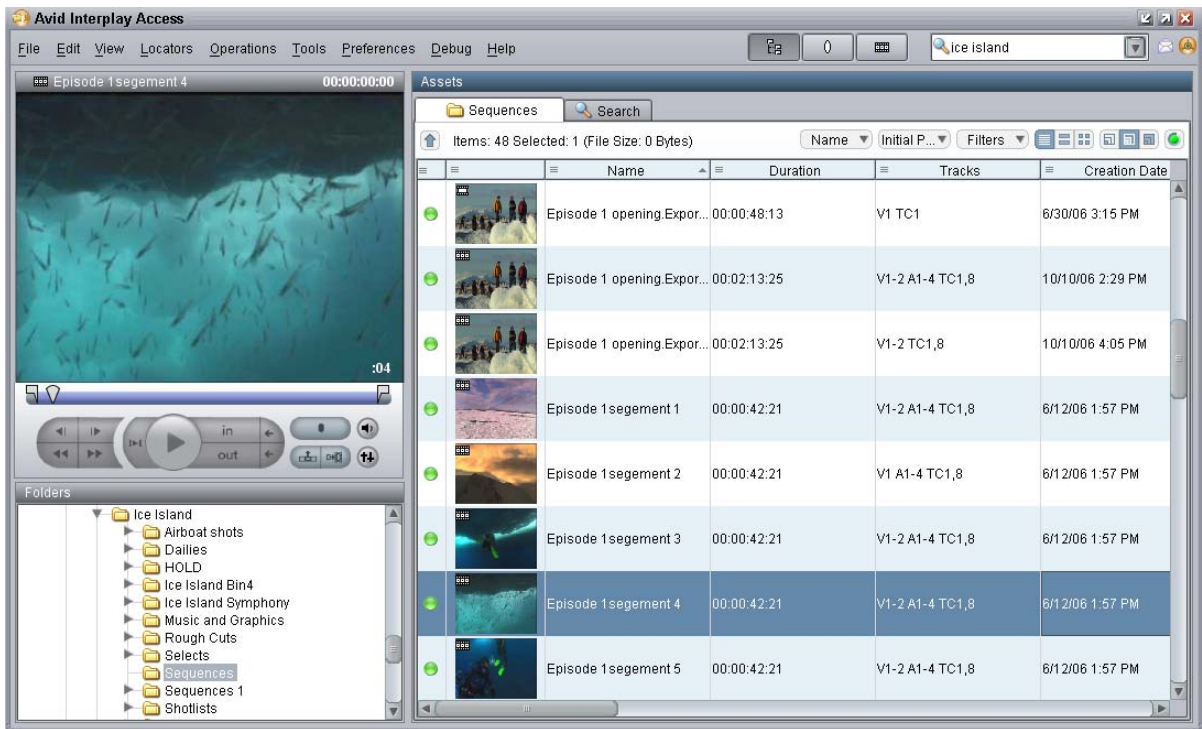 Avid Interplay Access
File Edit View Locators Operations Tools Preferences Debug Help
0
ice island
Episode 1segement 4 00:00:00:00
:04
in
out
Folders
Ice Island
Airboat shots
Dailies
HOLD
Ice Island Bin4
Ice Island Symphony
Music and Graphics
Rough Cuts
Selects
Sequences
Sequences 1
Shotlists
Assets
Sequences Search
Items: 48 Selected: 1 (File Size: 0 Bytes) Name Initial P... Filters
Name Duration Tracks Creation Date
Episode 1 opening.Expor... 00:00:48:13 V1 TC1 6/30/06 3:15 PM
Episode 1 opening.Expor... 00:02:13:25 V1-2 A1-4 TC1,8 10/10/06 2:29 PM
Episode 1 opening.Expor... 00:02:13:25 V1-2 TC1,8 10/10/06 4:05 PM
Episode 1segement 1 00:00:42:21 V1-2 A1-4 TC1,8 6/12/06 1:57 PM
Episode 1segement 2 00:00:42:21 V1 A1-4 TC1,8 6/12/06 1:57 PM
Episode 1segement 3 00:00:42:21 V1-2 A1-4 TC1,8 6/12/06 1:57 PM
Episode 1segement 4 00:00:42:21 V1-2 A1-4 TC1,8 6/12/06 1:57 PM
Episode 1segement 5 00:00:42:21 V1-2 A1-4 TC1,8 6/12/06 1:57 PM